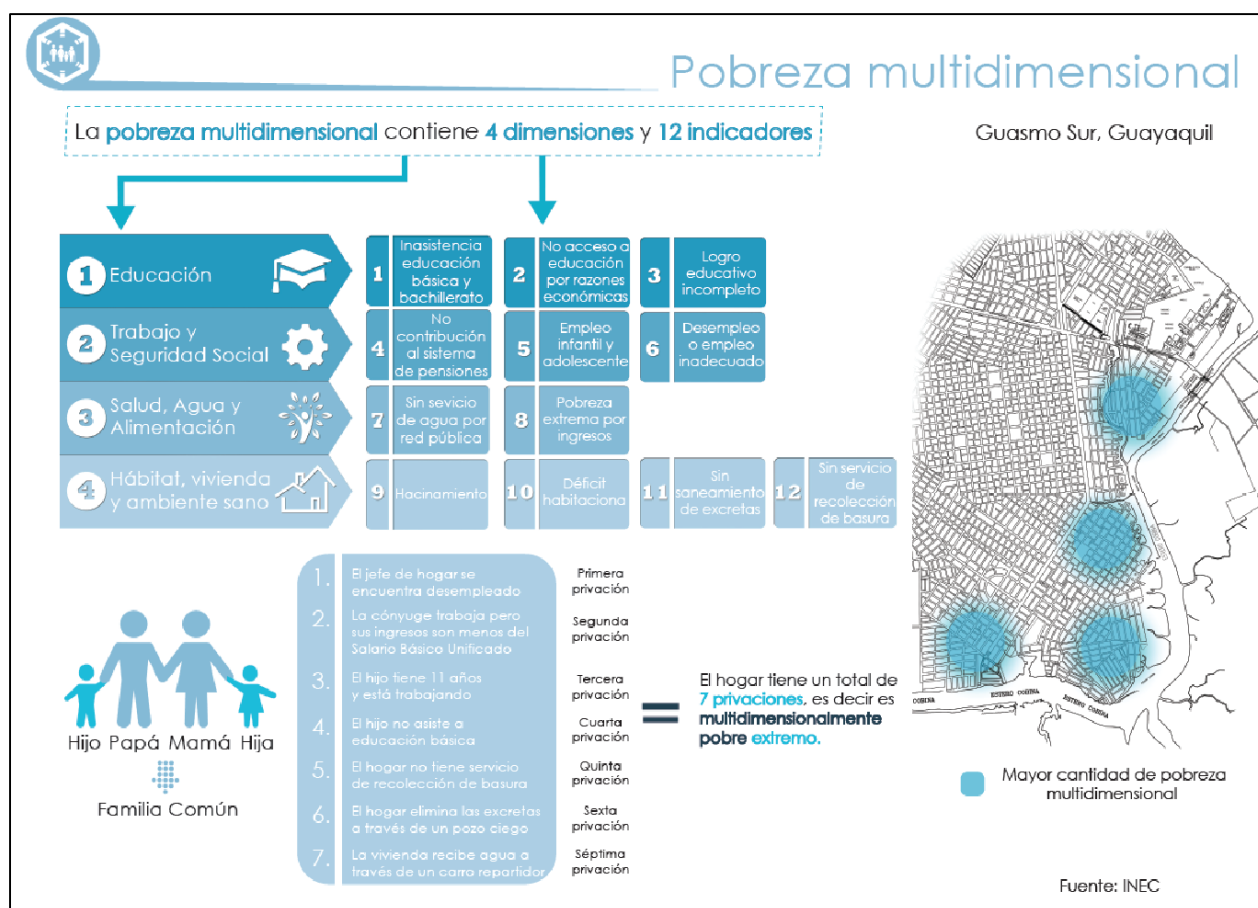 Pobreza multidimensional
La pobreza multidimensional contiene 4 dimensiones y 12 indicadores
Guasmo Sur, Guayaquil
1 Educación
1
Inasistencia
educación
básica y
bachillerato
2
No acceso a
educación
por razones
económicas
3
Logro
educativo
incompleto
2 Trabajo y
Seguridad Social
4
No
contribución
al sistema
de pensiones
5
Empleo
infantil y
adolescente
6
Desempleo
o empleo
inadecuado
3 Salud, Agua y
Alimentación
7
Sin sevicio
de agua por
red pública
8
Pobreza
extrema por
ingresos
4 Hábitat, vivienda
y ambiente sano
9
Hacinamiento
10
Déficit
habitaciona
11
Sin
saneamiento
de excretas
12
Sin servicio
de
recolección
de basura
Hijo Papá Mamá Hija
Familia Común
1. El jefe de hogar se
encuentra desempleado
Primera
privación
2. La cónyuge trabaja pero
sus ingresos son menos del
Salario Básico Unificado
Segunda
privación
3. El hijo tiene 11 años
y está trabajando
Tercera
privación
4. El hijo no asiste a
educación básica
Cuarta
privación
5. El hogar no tiene servicio
de recolección de basura
Quinta
privación
6. El hogar elimina las excretas
a través de un pozo ciego
Sexta
privación
7. La vivienda recibe agua a
través de un carro repartidor
Séptima
privación
=
El hogar tiene un total de
7 privaciones, es decir es
multidimensionalmente
pobre extremo.
COBINA
ESTERO COBINA
ESTERO COBINA
Mayor cantidad de pobreza
multidimensional
Fuente: INEC